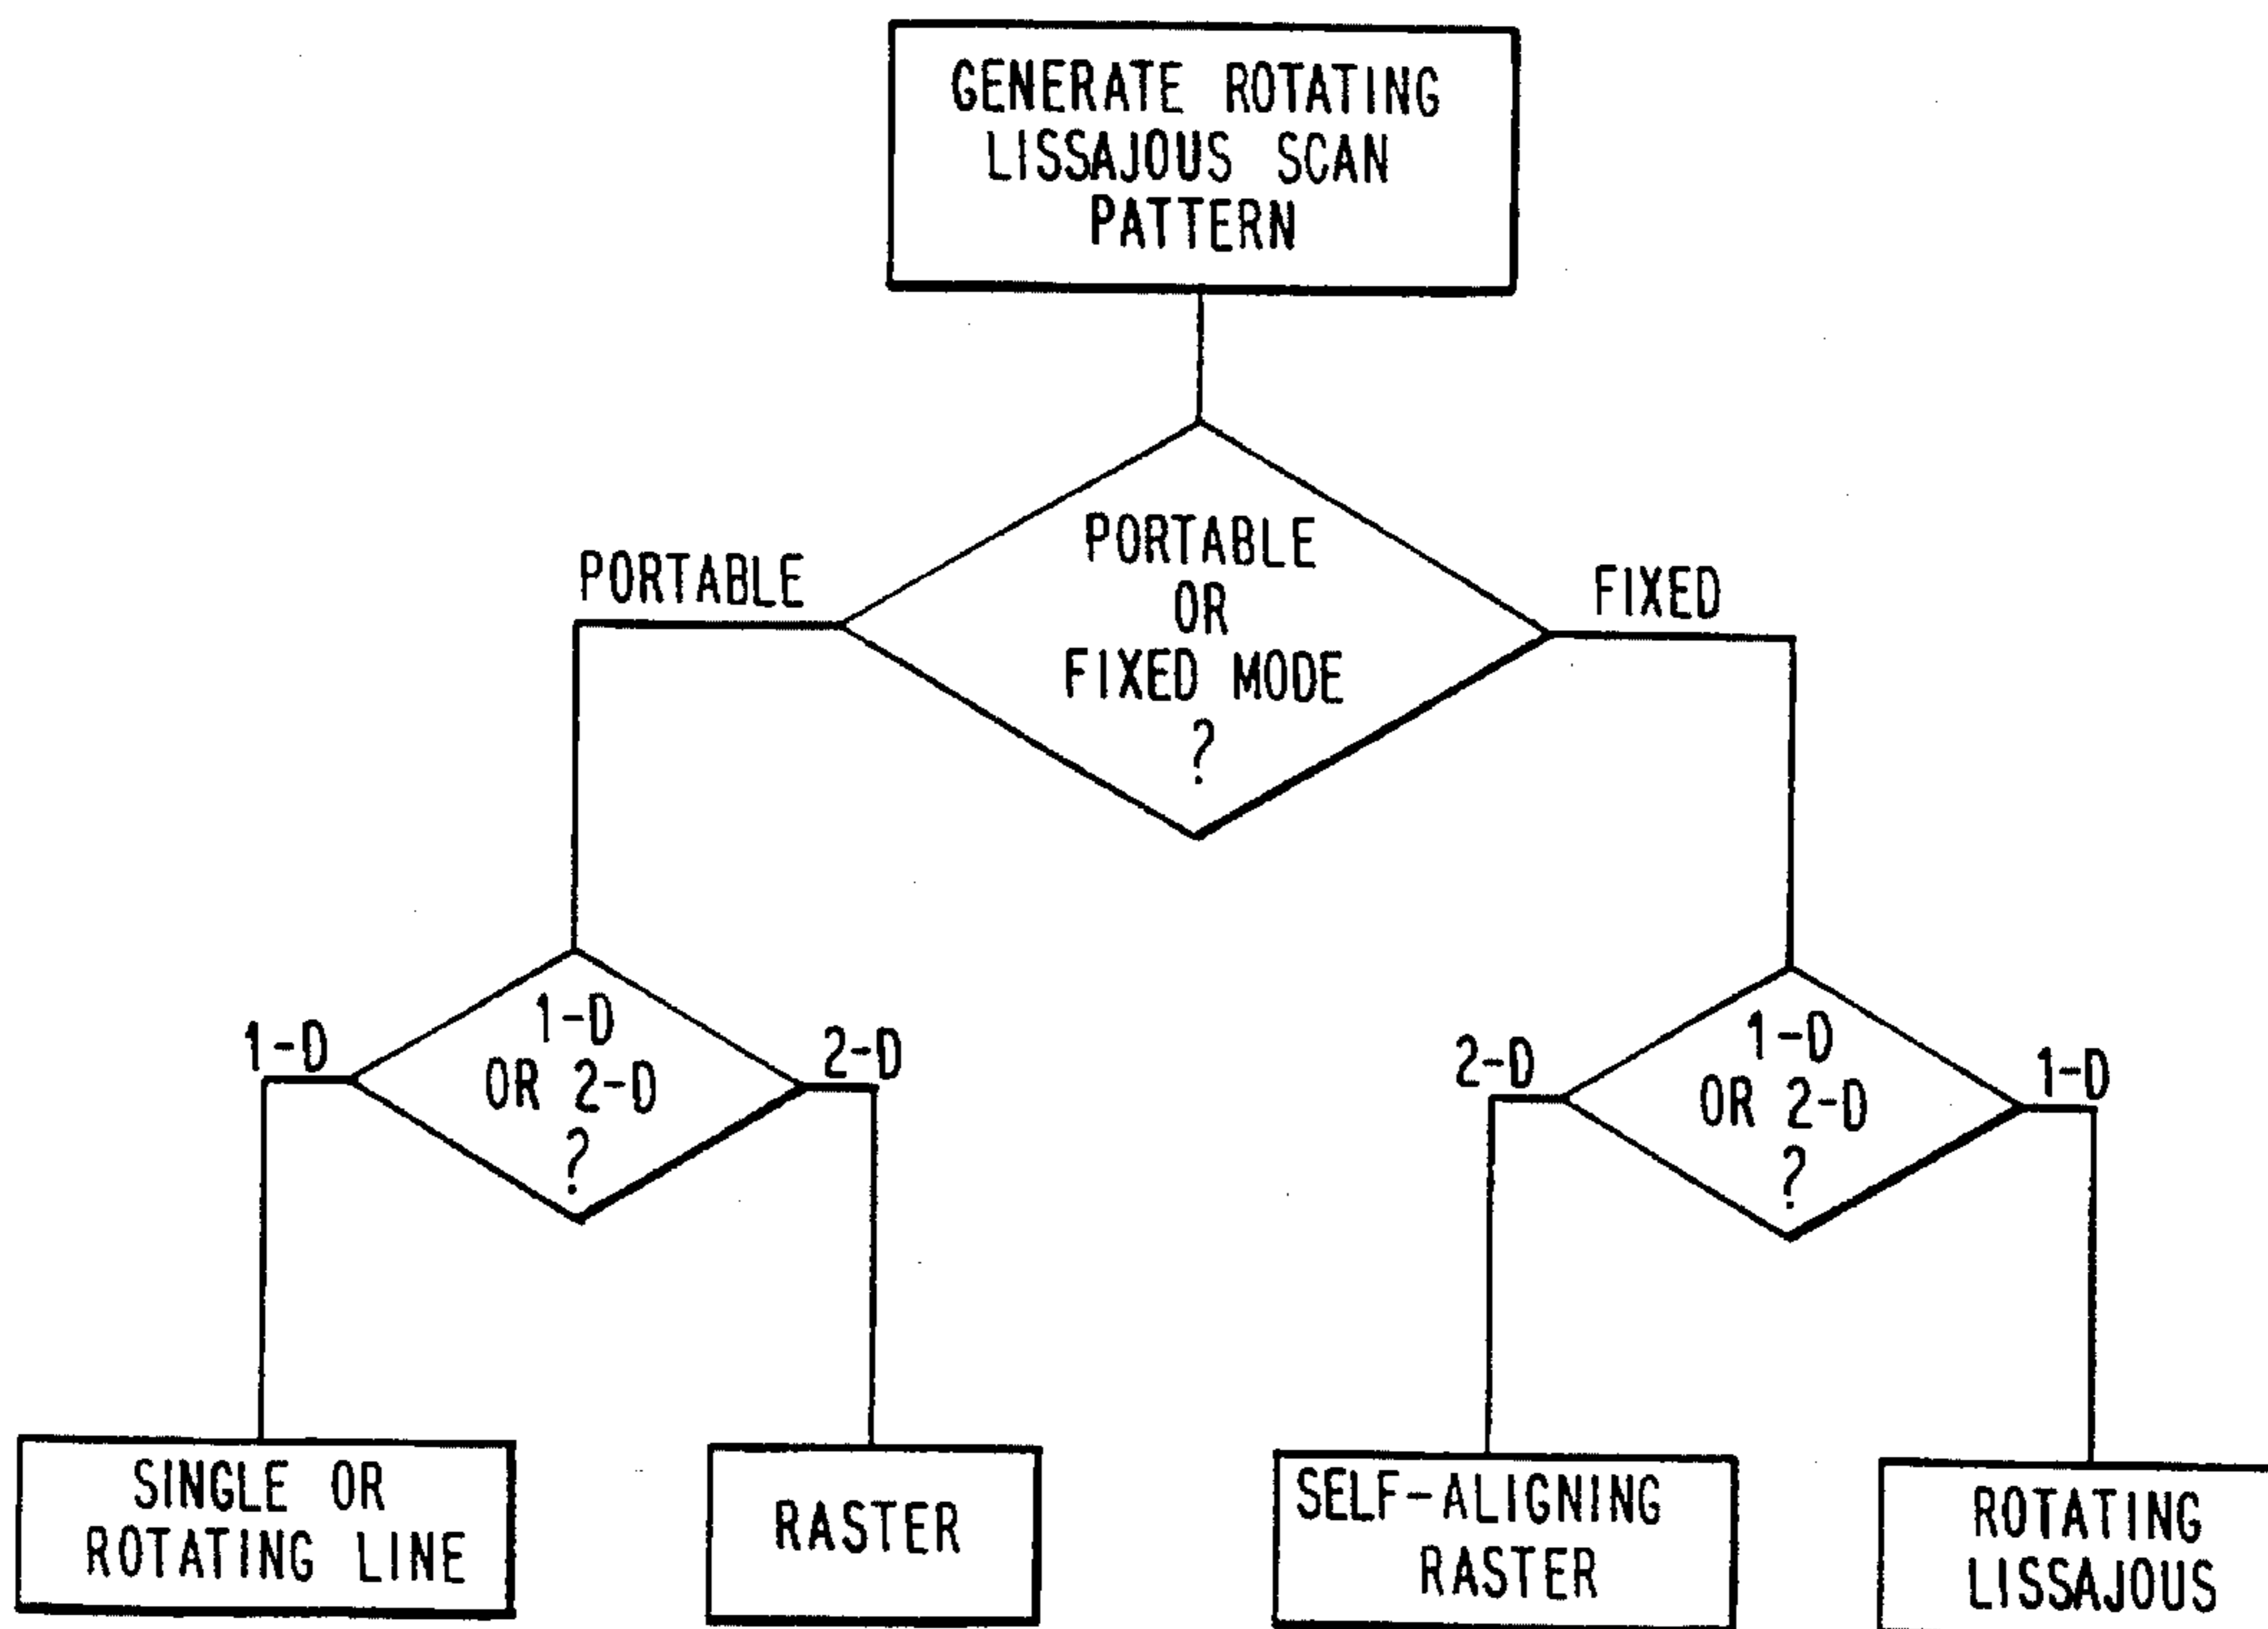 GENERATE ROTATING
LISSAJOUS SCAN
PATTERN
PORTABLE
OR
FIXED MODE
?
PORTABLE
FIXED
1-D
OR 2-D
?
1-D
2-D
1-D
OR 2-D
?
2-D
1-D
SINGLE OR
ROTATING LINE
RASTER
SELF-ALIGNING
RASTER
ROTATING
LISSAJOUS